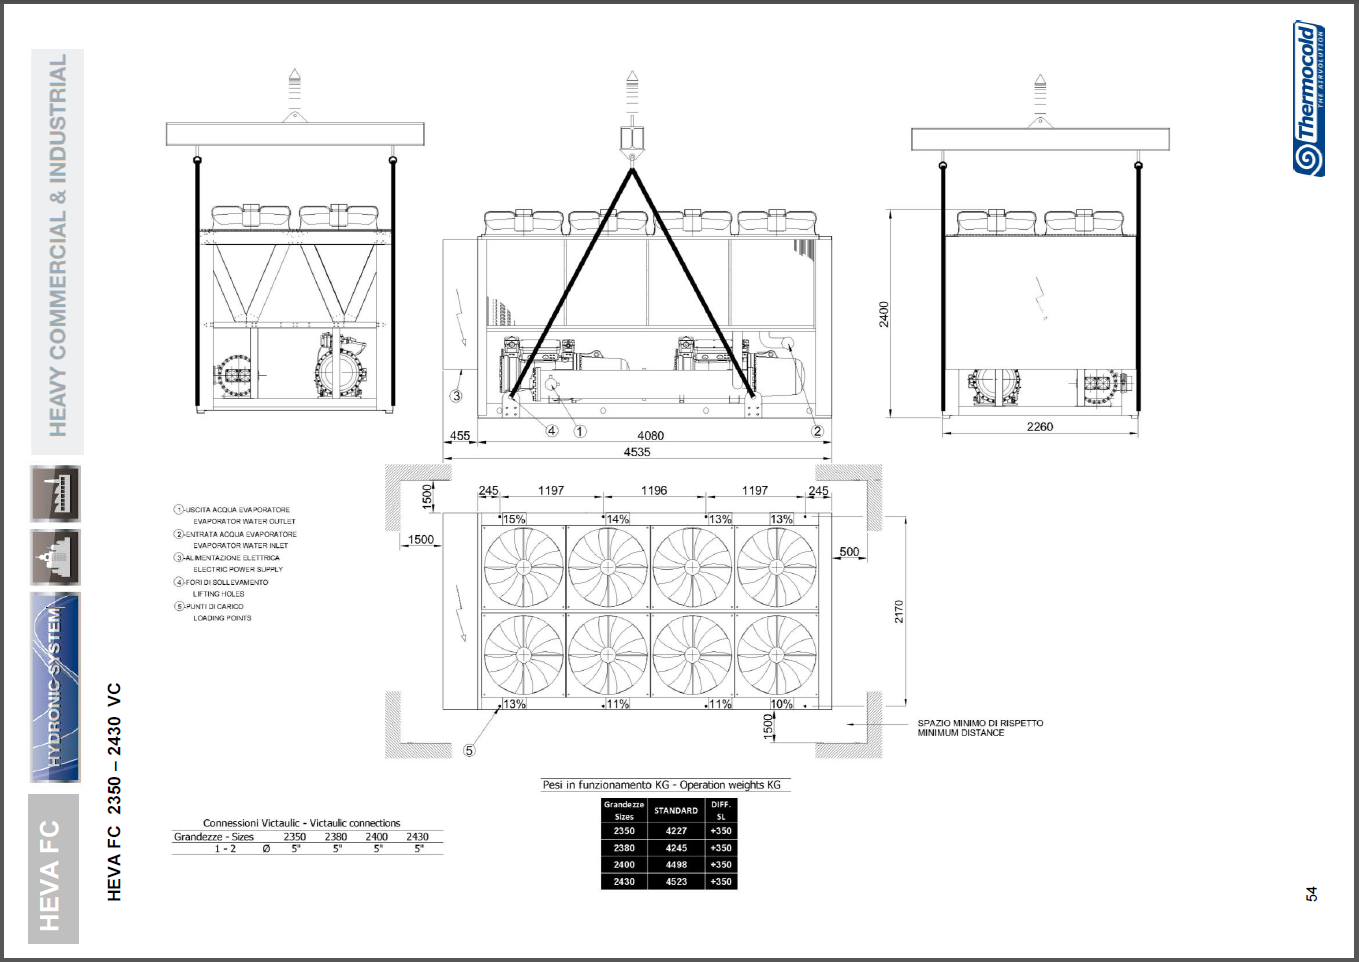 HEAVY COMMERCIAL & INDUSTRIAL
Thermocold
THE AIRVOLUTION
2400
2260
3
4
1
2
455
4080
4535
1500
245
1197
1196
1197
245
15%
14%
13%
13%
1500
500
2170
13%
11%
11%
10%
1500
5
SPAZIO MINIMO DI RISPETTO
MINIMUM DISTANCE
1-USCITA ACQUA EVAPORATORE
EVAPORATOR WATER OUTLET
2-ENTRATA ACQUA EVAPORATORE
EVAPORATOR WATER INLET
3-ALIMENTAZIONE ELETTRICA
ELECTRIC POWER SUPPLY
4-FORI DI SOLLEVAMENTO
LIFTING HOLES
5-PUNTI DI CARICO
LOADING POINTS
HYDRONIC SYSTEM
HEVA FC 2350 – 2430 VC
HEVA FC
Connessioni Victaulic - Victaulic connections
Grandezze - Sizes 2350 2380 2400 2430
1 - 2 Ø 5" 5" 5" 5"
Pesi in funzionamento KG - Operation weights KG
Grandezze Sizes STANDARD DIFF. SL
2350 4227 +350
2380 4245 +350
2400 4498 +350
2430 4523 +350
54